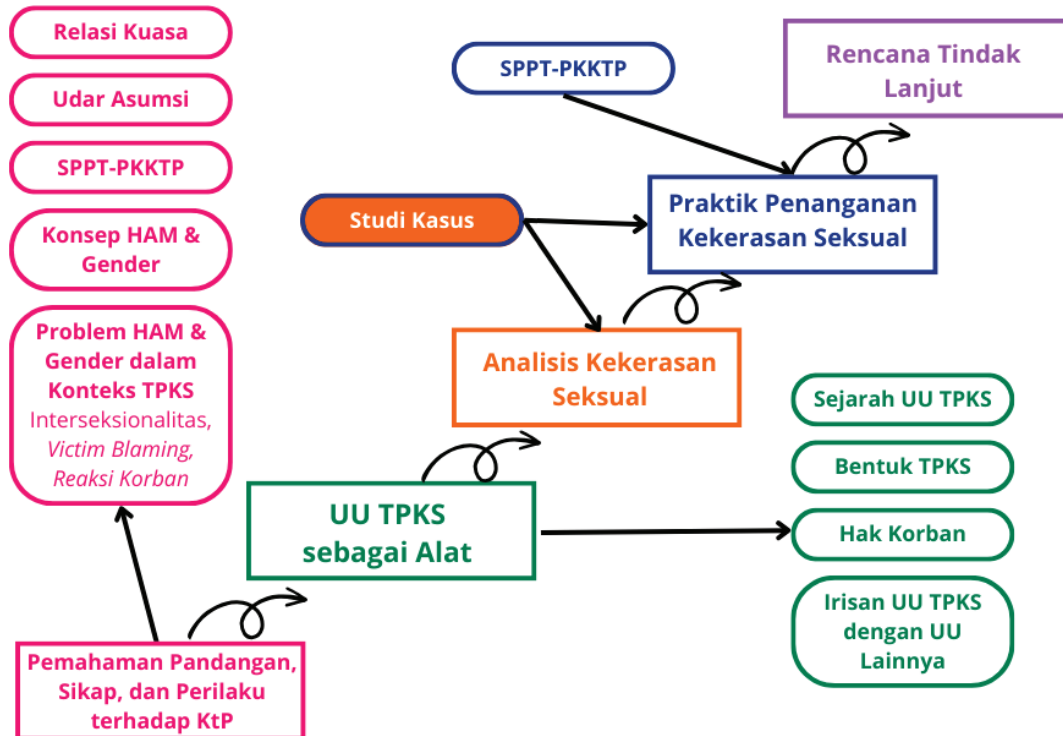 Relasi Kuasa
Udar Asumsi
SPPT-PKKTP
Konsep HAM &
Gender
Problem HAM &
Gender dalam
Konteks TPKS
Interseksionalitas,
Victim Blaming,
Reaksi Korban
Pemahaman Pandangan,
Sikap, dan Perilaku
terhadap KtP
UU TPKS
sebagai Alat
Sejarah UU TPKS
Bentuk TPKS
Hak Korban
Irisan UU TPKS
dengan UU
Lainnya
Analisis Kekerasan
Seksual
Studi Kasus
Praktik Penanganan
Kekerasan Seksual
SPPT-PKKTP
Rencana Tindak
Lanjut